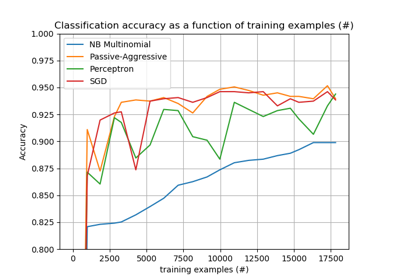 Classification accuracy as a function of training examples (#)
1.000
0.975
0.950
0.925
0.900
0.875
0.850
0.825
0.800
Accuracy
NB Multinomial
Passive-Aggressive
Perceptron
SGD
0 2500 5000 7500 10000 12500 15000 17500
training examples (#)